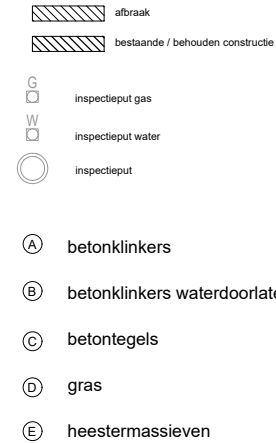 afbraak
bestaande / behouden constructie
G
inspectieput gas
W
inspectieput water
inspectieput
A betonklinkers
B betonklinkers waterdoorlate
C betontegels
D gras
E heestermassieven